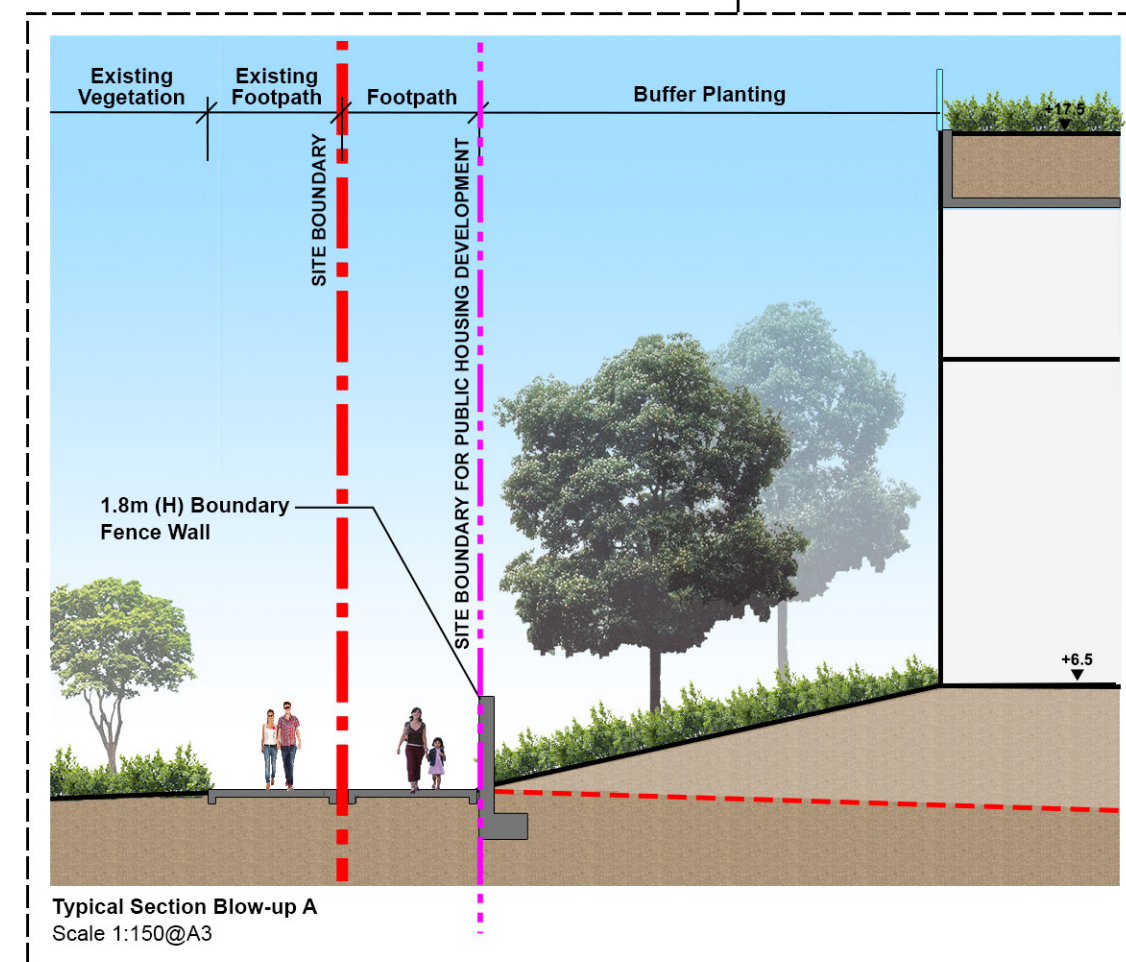 Existing
Vegetation
Existing
Footpath
Footpath
Buffer Planting
+17.5
SITE BOUNDARY
SITE BOUNDARY FOR PUBLIC HOUSING DEVELOPMENT
1.8m (H) Boundary
Fence Wall
+6.5
Typical Section Blow-up A
Scale 1:150@A3